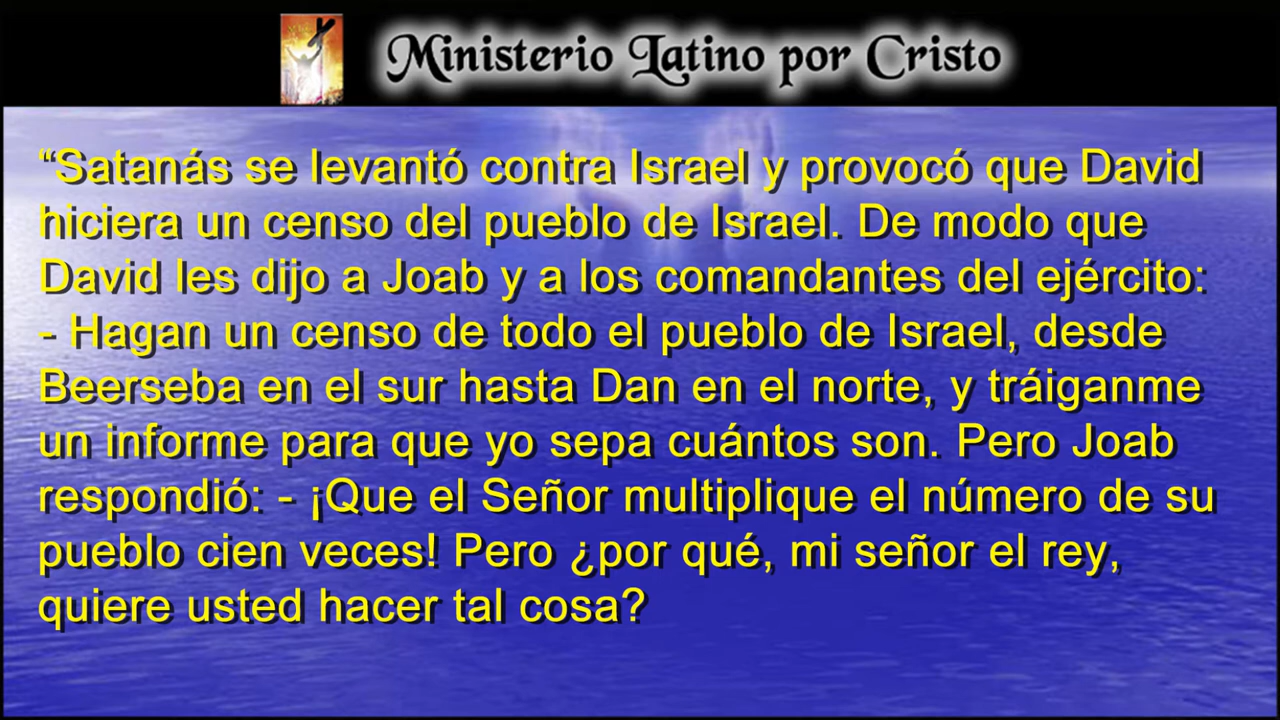 Ministerio Latino por Cristo
“Satanás se levantó contra Israel y provocó que David
hiciera un censo del pueblo de Israel. De modo que
David les dijo a Joab y a los comandantes del ejército:
- Hagan un censo de todo el pueblo de Israel, desde
Beerseba en el sur hasta Dan en el norte, y tráiganme
un informe para que yo sepa cuántos son. Pero Joab
respondió: - ¡Que el Señor multiplique el número de su
pueblo cien veces! Pero ¿por qué, mi señor el rey,
quiere usted hacer tal cosa?